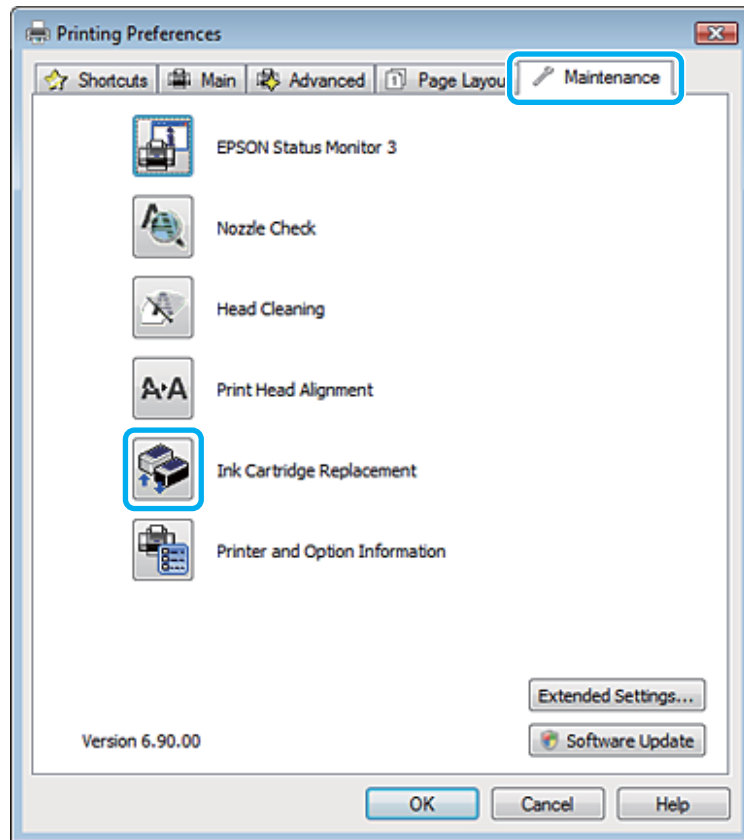 Printing Preferences
Shortcuts Main Advanced 1 Page Layou Maintenance
EPSON Status Monitor 3
Nozzle Check
Head Cleaning
A A Print Head Alignment
Ink Cartridge Replacement
Printer and Option Information
Extended Settings...
Version 6.90.00 Software Update
OK Cancel Help